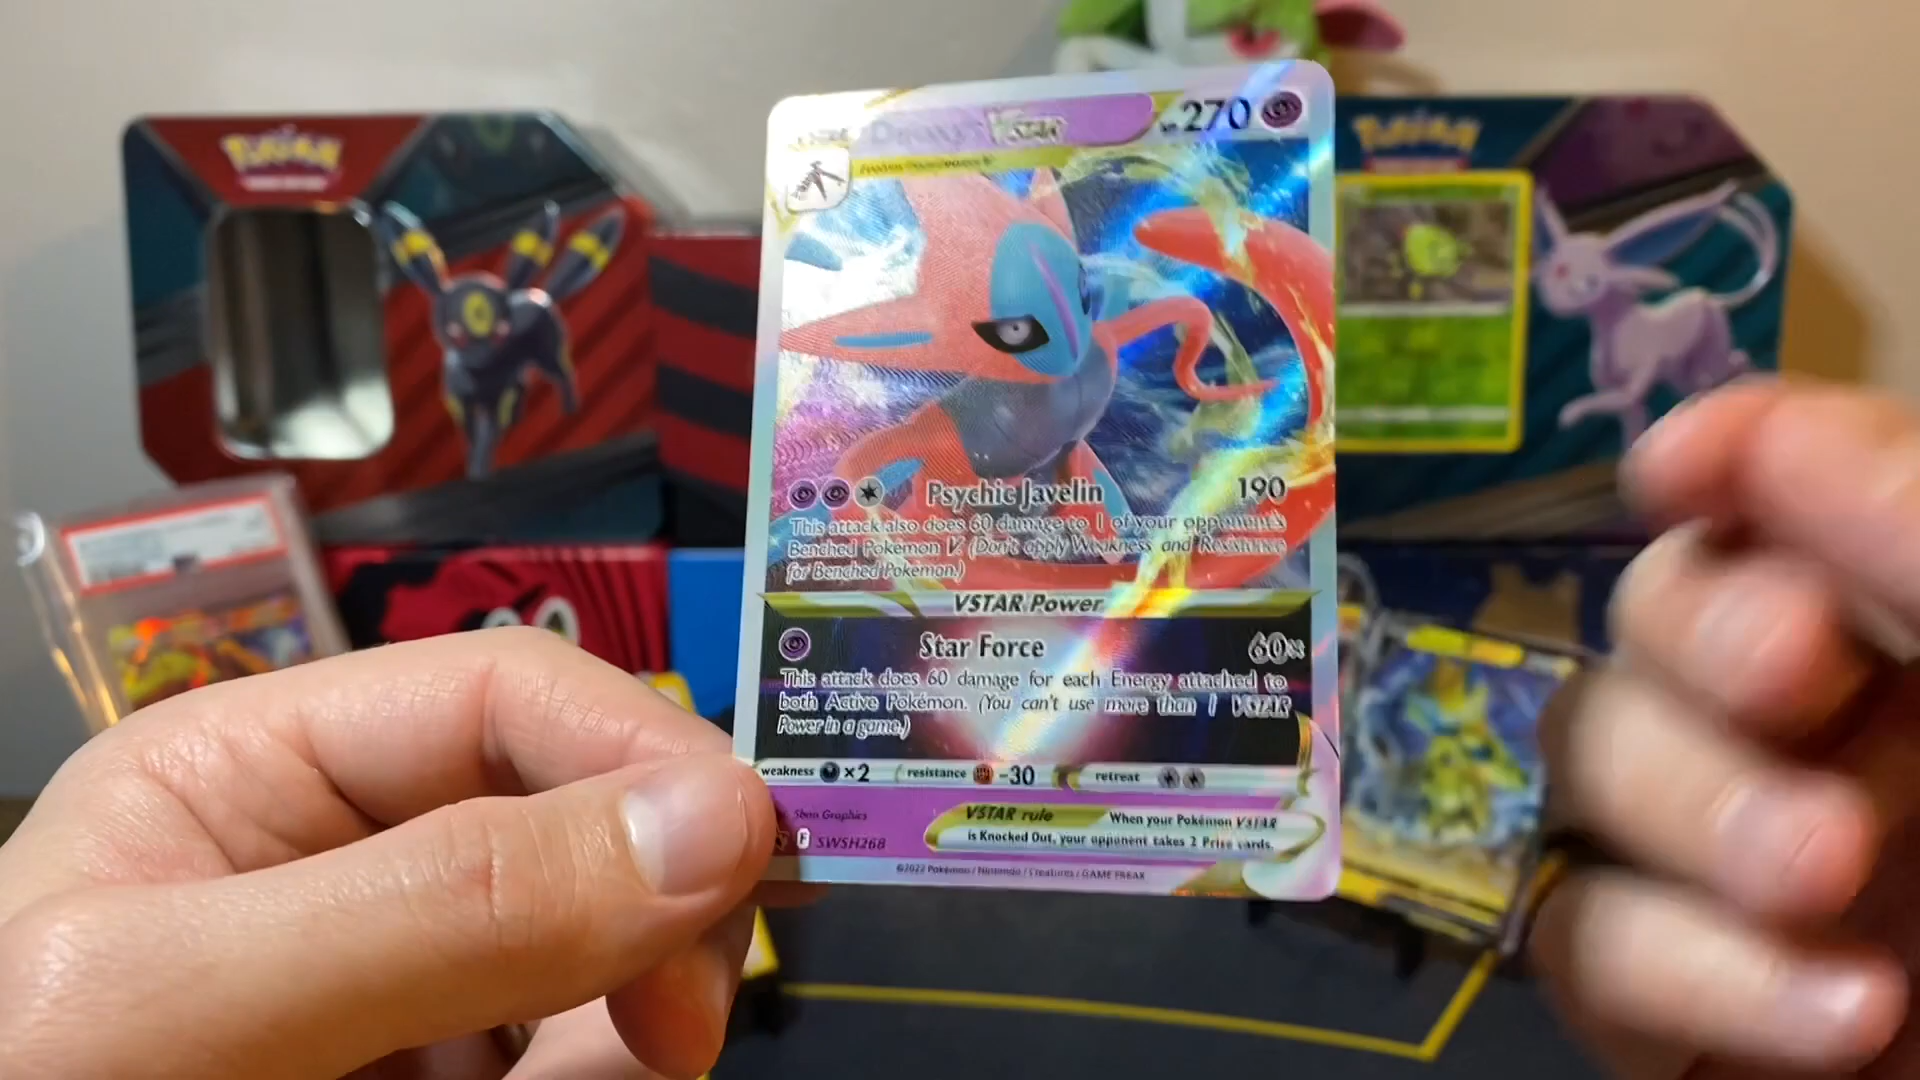 Pokémon
VSTAR
270
Pokémon
Psychic Javelin 190
This attack also does 60 damage to 1 of your opponent's
Benched Pokémon V. (Don't apply Weakness and Resistance
for Benched Pokémon.)
VSTAR Power
Star Force 60×
This attack does 60 damage for each Energy attached to
both Active Pokémon. (You can't use more than 1 VSTAR
Power in a game.)
weakness ×2 resistance -30 retreat
5ban Graphics
VSTAR rule When your Pokémon VSTAR
is Knocked Out, your opponent takes 2 Prize cards.
F SWSH268
©2022 Pokémon / Nintendo / Creatures / GAME FREAK